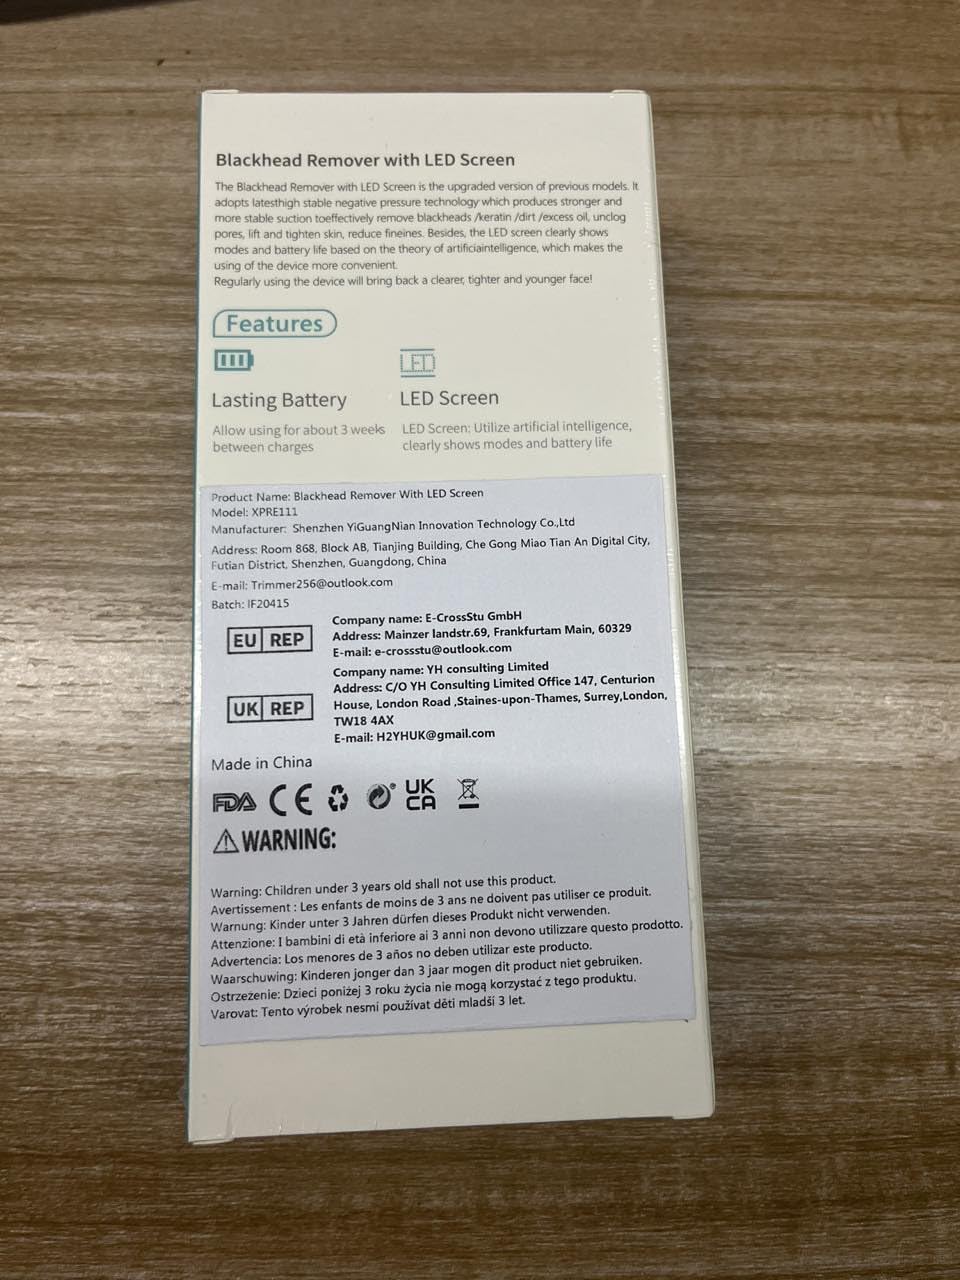 Blackhead Remover with LED Screen
The Blackhead Remover with LED Screen is the upgraded version of previous models. It
adopts latesthigh stable negative pressure technology which produces stronger and
more stable suction toeffectively remove blackheads /keratin /dirt /excess oil, unclog
pores, lift and tighten skin, reduce fineines. Besides, the LED screen clearly shows
modes and battery life based on the theory of artificiaintelligence, which makes the
using of the device more convenient.
Regularly using the device will bring back a clearer, tighter and younger face!
Features
LED
Lasting Battery
Allow using for about 3 weeks
between charges
LED Screen
LED Screen: Utilize artificial intelligence,
clearly shows modes and battery life
Product Name: Blackhead Remover With LED Screen
Model: XPRE111
Manufacturer: Shenzhen YiGuangNian Innovation Technology Co.,Ltd
Address: Room 868, Block AB, Tianjing Building, Che Gong Miao Tian An Digital City,
Futian District, Shenzhen, Guangdong, China
E-mail: Trimmer256@outlook.com
Batch: IF20415
EU REP
Company name: E-CrossStu GmbH
Address: Mainzer landstr.69, Frankfurtam Main, 60329
E-mail: e-crossstu@outlook.com
UK REP
Company name: YH consulting Limited
Address: C/O YH Consulting Limited Office 147, Centurion
House, London Road ,Staines-upon-Thames, Surrey,London,
TW18 4AX
E-mail: H2YHUK@gmail.com
Made in China
FDA CE UK CA
WARNING:
Warning: Children under 3 years old shall not use this product.
Avertissement : Les enfants de moins de 3 ans ne doivent pas utiliser ce produit.
Warnung: Kinder unter 3 Jahren dürfen dieses Produkt nicht verwenden.
Attenzione: I bambini di età inferiore ai 3 anni non devono utilizzare questo prodotto.
Advertencia: Los menores de 3 años no deben utilizar este producto.
Waarschuwing: Kinderen jonger dan 3 jaar mogen dit product niet gebruiken.
Ostrzeżenie: Dzieci poniżej 3 roku życia nie mogą korzystać z tego produktu.
Varovat: Tento výrobek nesmí používat děti mladší 3 let.